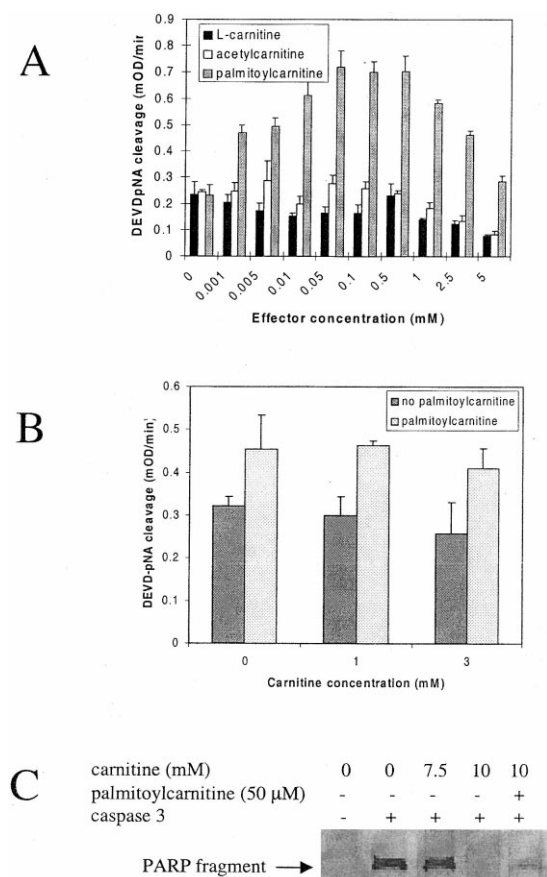 A
L-carnitine
acetylcarnitine
palmitoylcarnitine
DEVDpNA cleavage (mOD/mir
0.9
0.8
0.7
0.6
0.5
0.4
0.3
0.2
0.1
0
0
0.001
0.005
0.01
0.05
0.1
0.5
1
2.5
5
Effector concentration (mM)
B
no palmitoylcarnitine
palmitoylcarnitine
DEVD-pNA cleavage (mOD/min)
0.6
0.5
0.4
0.3
0.2
0.1
0
0 1 3
Carnitine concentration (mM)
C
carnitine (mM) 0 0 7.5 10 10
palmitoylcarnitine (50 µM) - - - - +
caspase 3 - + + + +
PARP fragment